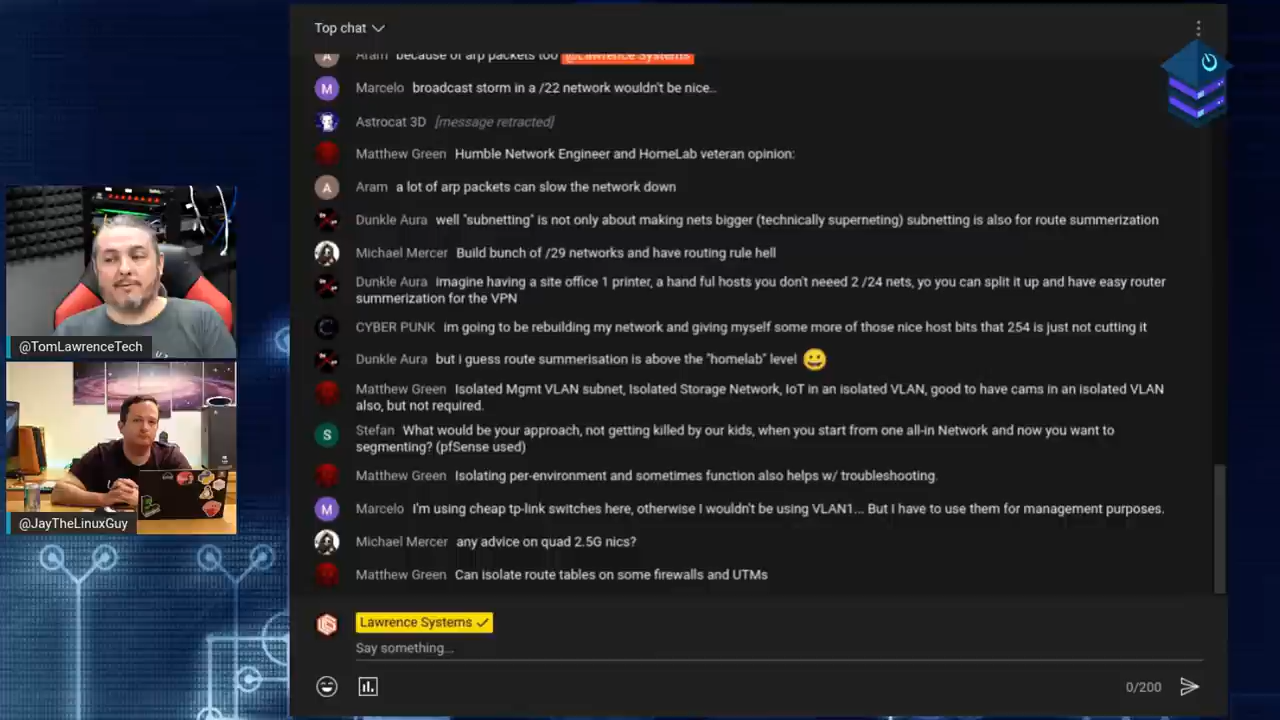 Top chat
Aram because of arp packets too @Lawrence Systems
M Marcelo broadcast storm in a /22 network wouldn't be nice..
Astrocat 3D [message retracted]
Matthew Green Humble Network Engineer and HomeLab veteran opinion:
A Aram a lot of arp packets can slow the network down
Dunkle Aura well "subnetting" is not only about making nets bigger (technically superneting) subnetting is also for route summerization
Michael Mercer Build bunch of /29 networks and have routing rule hell
Dunkle Aura imagine having a site office 1 printer, a hand ful hosts you don't neeed 2 /24 nets, yo you can split it up and have easy router
summerization for the VPN
CYBER PUNK im going to be rebuilding my network and giving myself some more of those nice host bits that 254 is just not cutting it
Dunkle Aura but i guess route summerisation is above the "homelab" level
Matthew Green Isolated Mgmt VLAN subnet, Isolated Storage Network, IoT in an isolated VLAN, good to have cams in an isolated VLAN
also, but not required.
S Stefan What would be your approach, not getting killed by our kids, when you start from one all-in Network and now you want to
segmenting? (pfSense used)
Matthew Green Isolating per-environment and sometimes function also helps w/ troubleshooting.
M Marcelo I'm using cheap tp-link switches here, otherwise I wouldn't be using VLAN1... But I have to use them for management purposes.
Michael Mercer any advice on quad 2.5G nics?
Matthew Green Can isolate route tables on some firewalls and UTMs
Lawrence Systems
Say something...
0/200
@TomLawrenceTech
@JayTheLinuxGuy